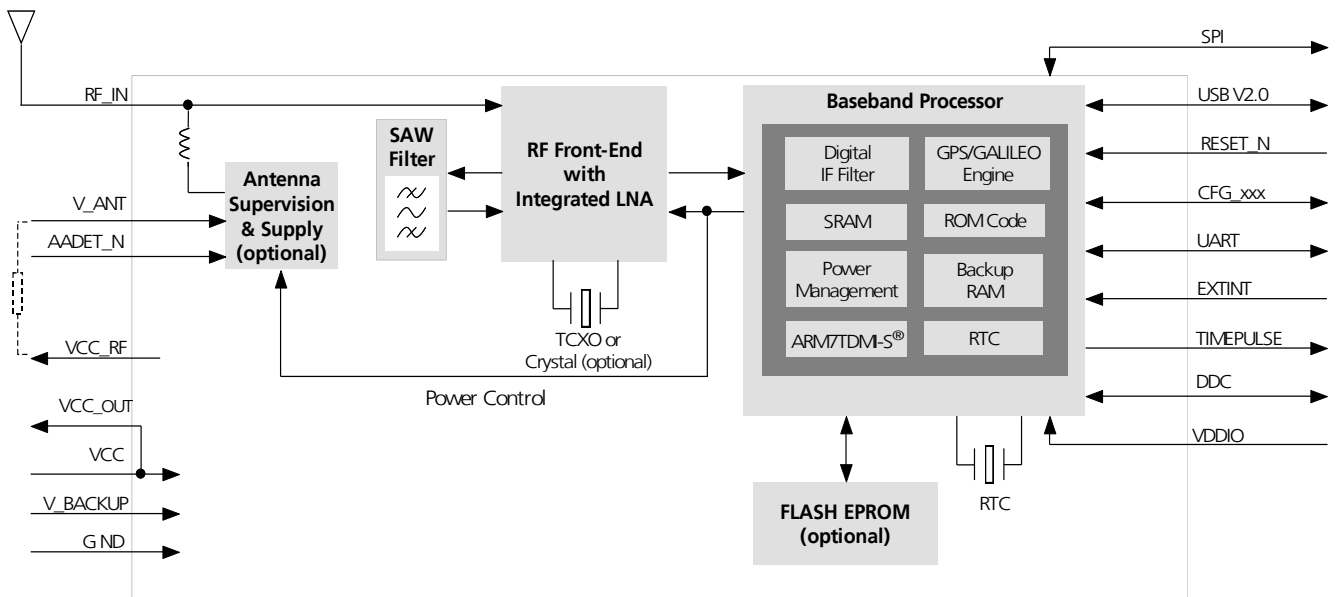 SPI
RF_IN
Baseband Processor
USB V2.0
SAW
Filter
RF Front-End
with
Integrated LNA
Digital
IF Filter
GPS/GALILEO
Engine
RESET_N
Antenna
Supervision
& Supply
(optional)
V_ANT
AADET_N
SRAM
ROM Code
CFG_xxx
UART
Power
Management
Backup
RAM
EXTINT
TCXO or
Crystal (optional)
ARM7TDMI-S®
RTC
VCC_RF
TIMEPULSE
Power Control
DDC
VCC_OUT
VCC
VDDIO
V_BACKUP
GND
FLASH EPROM
(optional)
RTC